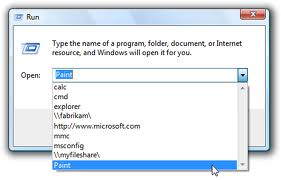 Run
Type the name of a program, folder, document, or Internet
resource, and Windows will open it for you.
Open: Paint
calc
cmd
explorer
\\fabrikam\
http://www.microsoft.com
mmc
msconfig
\\myfileshare\
Paint